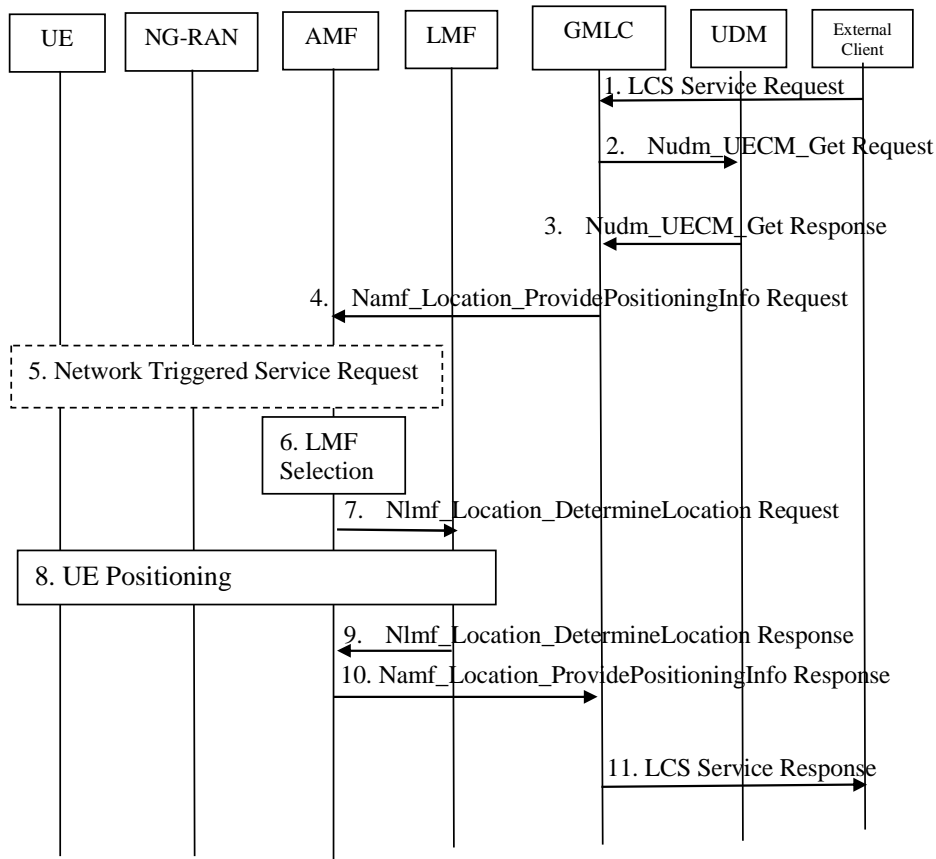 UE
NG-RAN
AMF
LMF
GMLC
UDM
External
Client
1. LCS Service Request
2. Nudm_UECM_Get Request
3. Nudm_UECM_Get Response
4. Namf_Location_ProvidePositioningInfo Request
5. Network Triggered Service Request
6. LMF
Selection
7. Nlmf_Location_DetermineLocation Request
8. UE Positioning
9. Nlmf_Location_DetermineLocation Response
10. Namf_Location_ProvidePositioningInfo Response
11. LCS Service Response